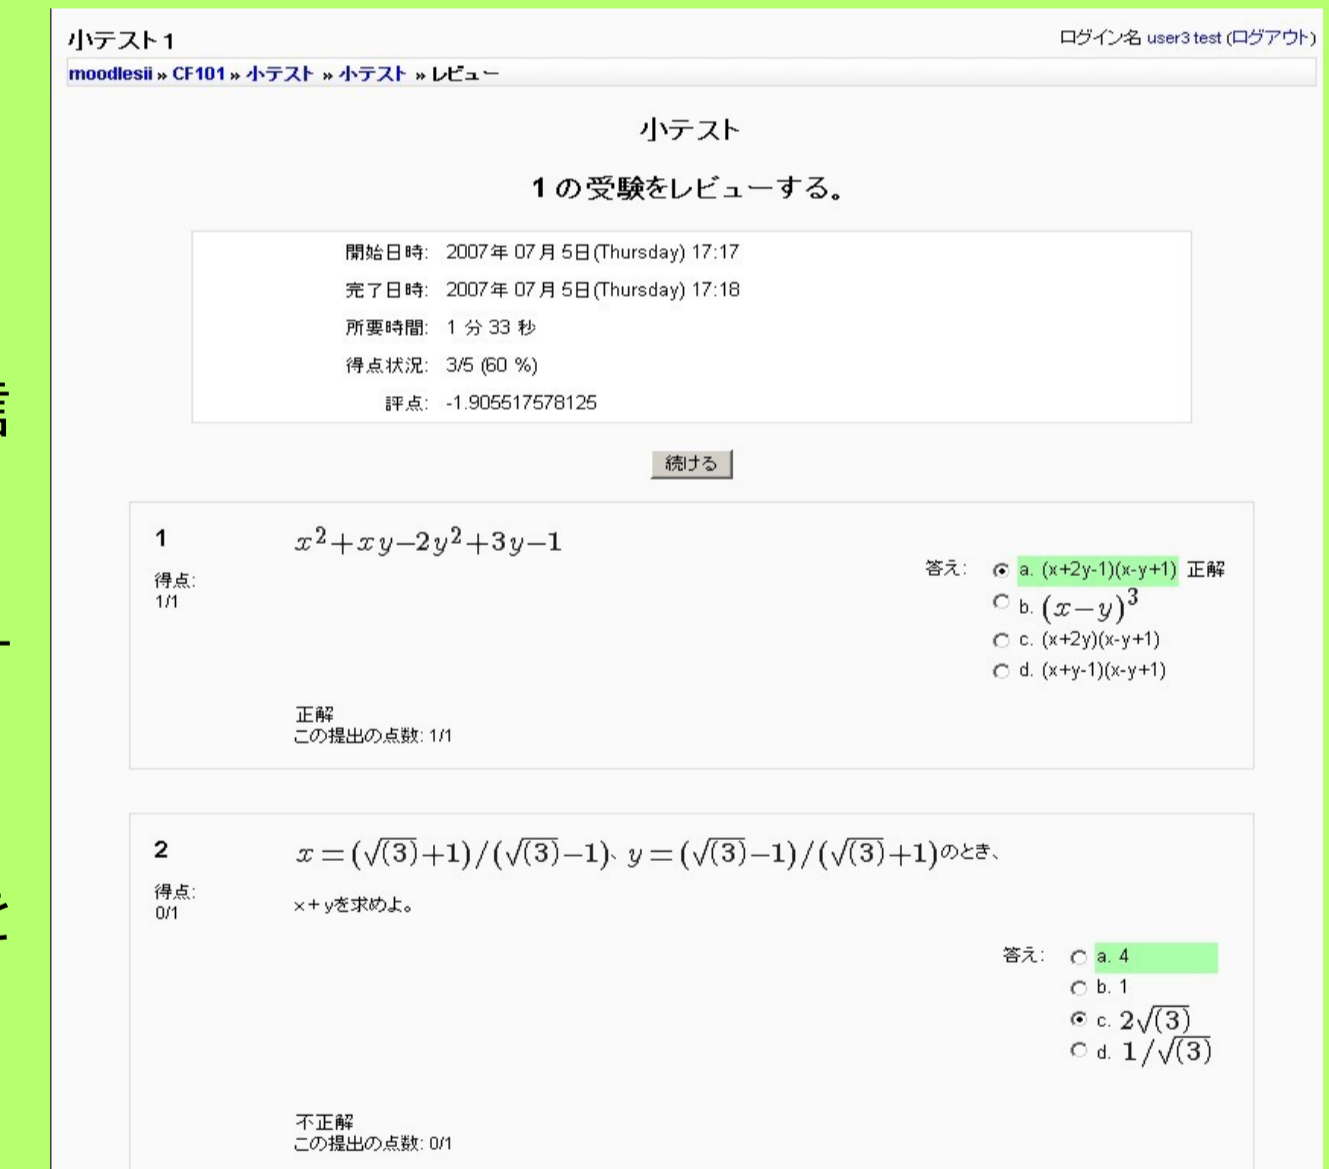 小テスト 1
ログイン名 user3 test (ログアウト)
moodlesii » CF101 » 小テスト » 小テスト » レビュー
小テスト
1 の受験をレビューする。
開始日時: 2007年 07月 5日(Thursday) 17:17
完了日時: 2007年 07月 5日(Thursday) 17:18
所要時間: 1 分 33 秒
得点状況: 3/5 (60 %)
評点: -1.905517578125
続ける
1
x²+xy−2y²+3y−1
得点:
1/1
答え: a. (x+2y-1)(x-y+1) 正解
b. (x−y)³
c. (x+2y)(x-y+1)
d. (x+y-1)(x-y+1)
正解
この提出の点数: 1/1
2
x=(√(3)+1)/(√(3)−1)、y=(√(3)−1)/(√(3)+1)のとき、
得点:
0/1
x+yを求めよ。
答え: a. 4
b. 1
c. 2√(3)
d. 1/√(3)
不正解
この提出の点数: 0/1